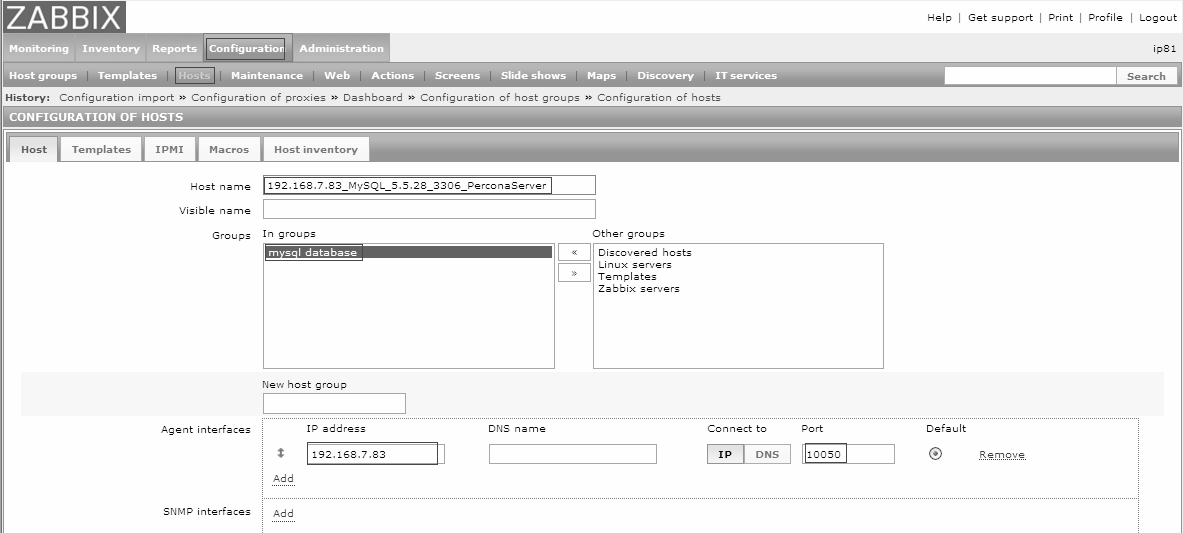 ZABBIX
Help | Get support | Print | Profile | Logout
Monitoring Inventory Reports Configuration Administration
ip81
Host groups | Templates | Hosts | Maintenance | Web | Actions | Screens | Slide shows | Maps | Discovery | IT services
Search
History: Configuration import » Configuration of proxies » Dashboard » Configuration of host groups » Configuration of hosts
CONFIGURATION OF HOSTS
Host Templates IPMI Macros Host inventory
Host name 192.168.7.83_MySQL_5.5.28_3306_PerconaServer
Visible name
Groups In groups Other groups
mysql database « Discovered hosts
Linux servers
» Templates
Zabbix servers
New host group
Agent interfaces IP address DNS name Connect to Port Default
192.168.7.83 IP DNS 10050 Remove
Add
SNMP interfaces Add